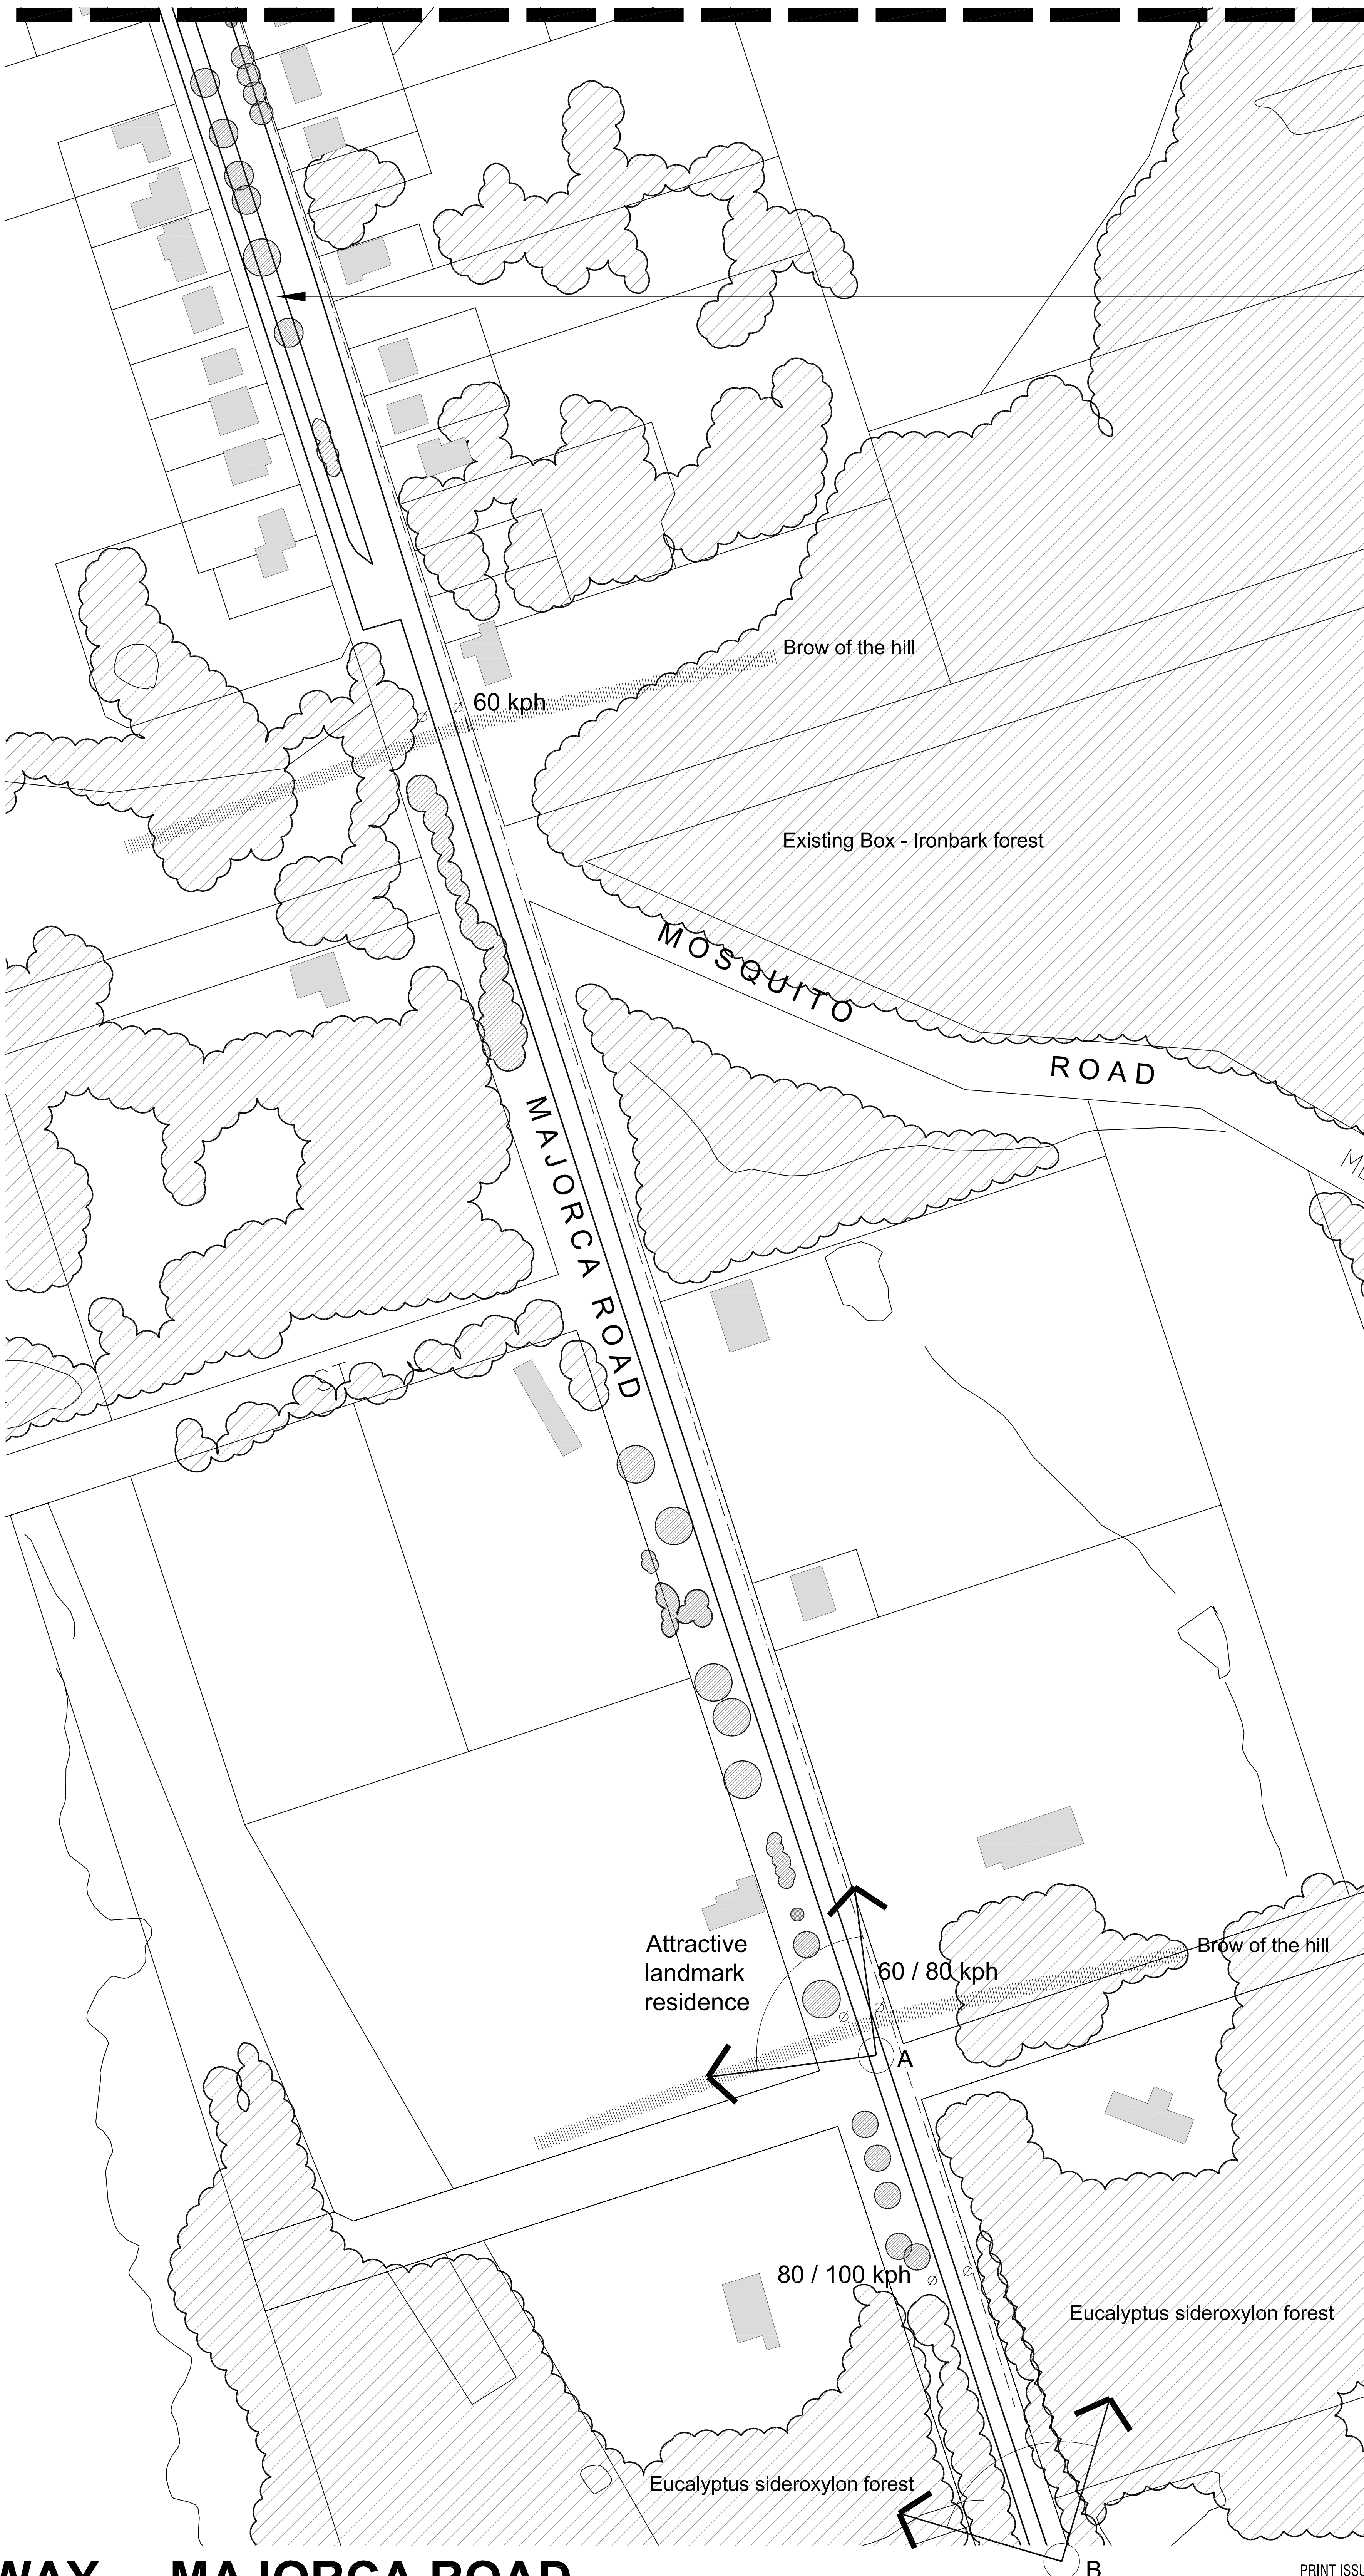 Brow of the hill
60 kph
Existing Box - Ironbark forest
MOSQUITO
ROAD
MAJORCA ROAD
Brow of the hill
Attractive
landmark
residence
60 / 80 kph
A
80 / 100 kph
Eucalyptus sideroxylon forest
Eucalyptus sideroxylon forest
B
WAY MAJORCA ROAD